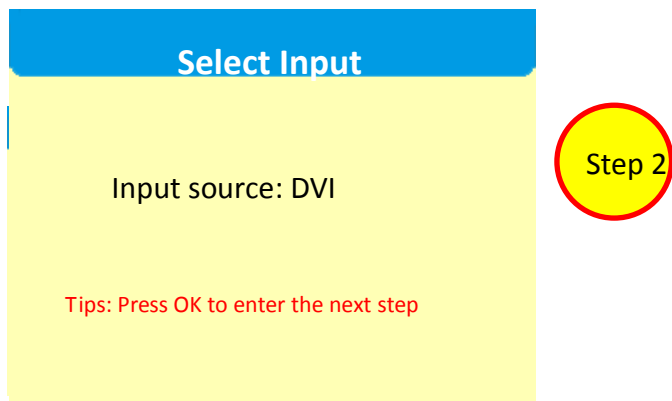 Select Input
Step 2
Input source: DVI
Tips: Press OK to enter the next step